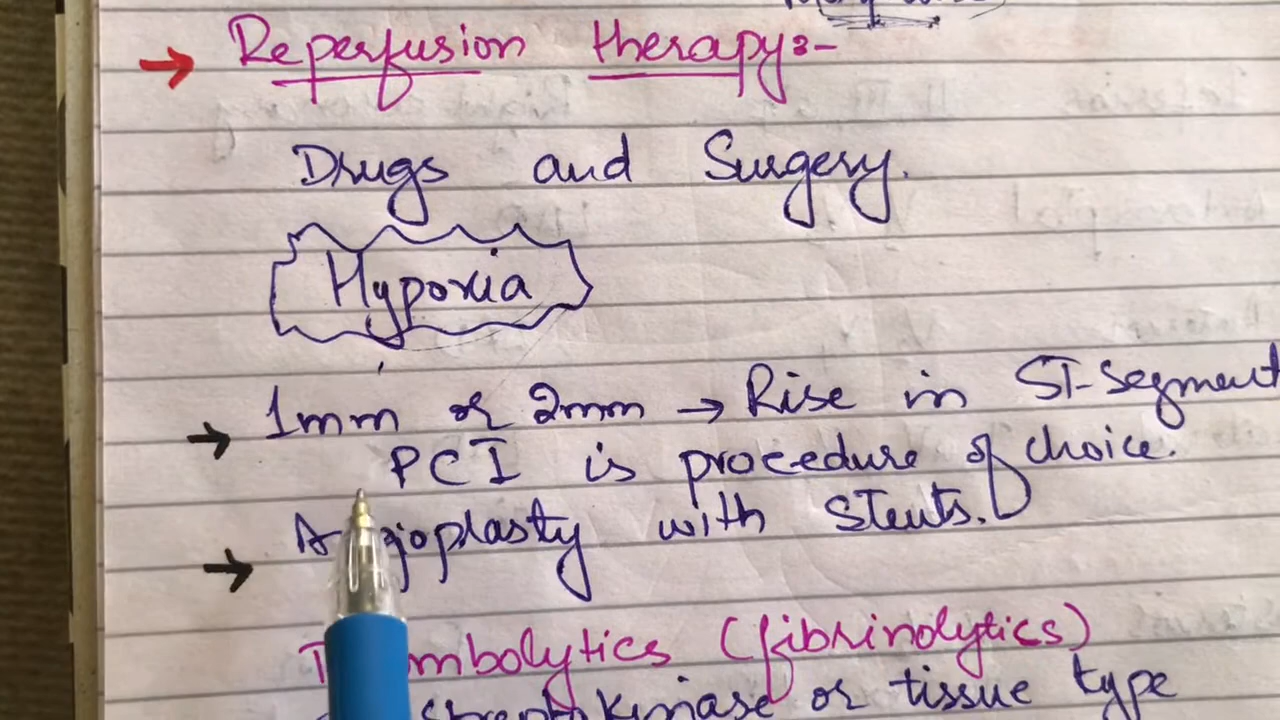 Reperfusion therapy:-
Drugs and Surgery.
Hypoxia
1mm or 2mm → Rise in ST-Segment
PCI is procedure of choice.
Angioplasty with Stents.
Thrombolytics (fibrinolytics)
Streptokinase or tissue type